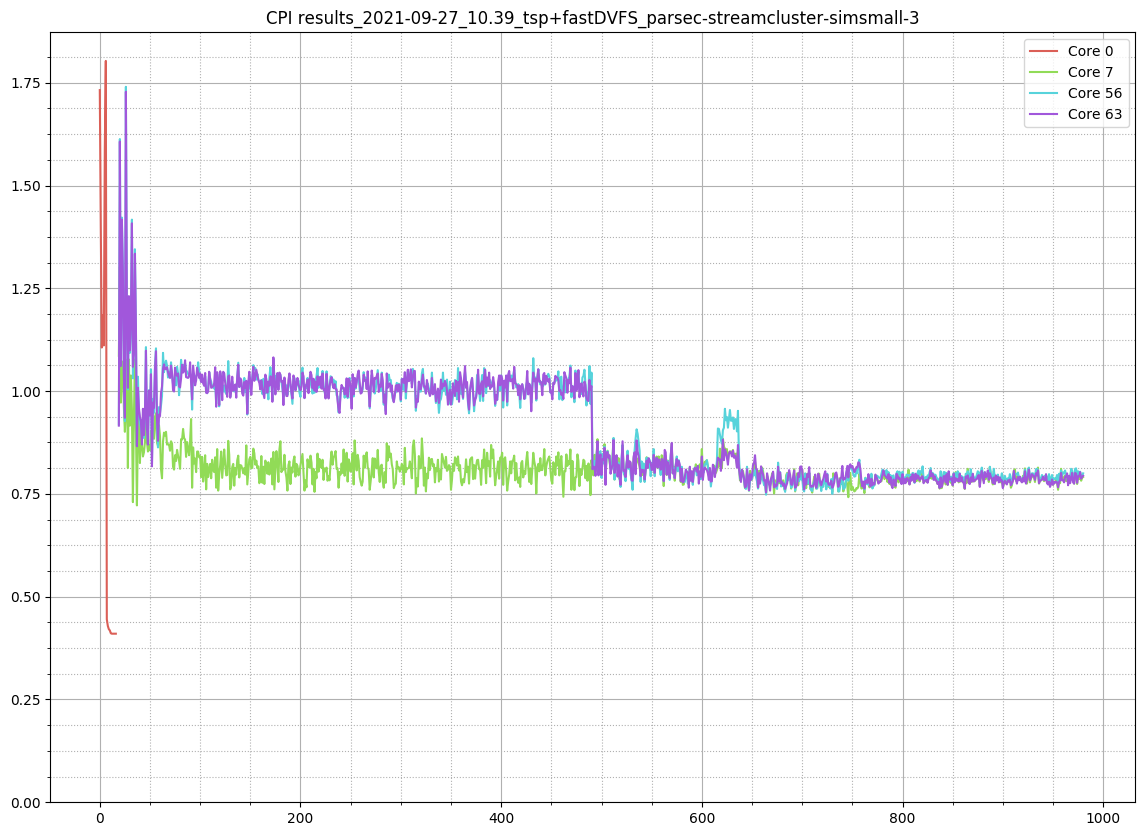 CPI results_2021-09-27_10.39_tsp+fastDVFS_parsec-streamcluster-simsmall-3
Core 0
Core 7
Core 56
Core 63
1.75
1.50
1.25
1.00
0.75
0.50
0.25
0.00
0 200 400 600 800 1000